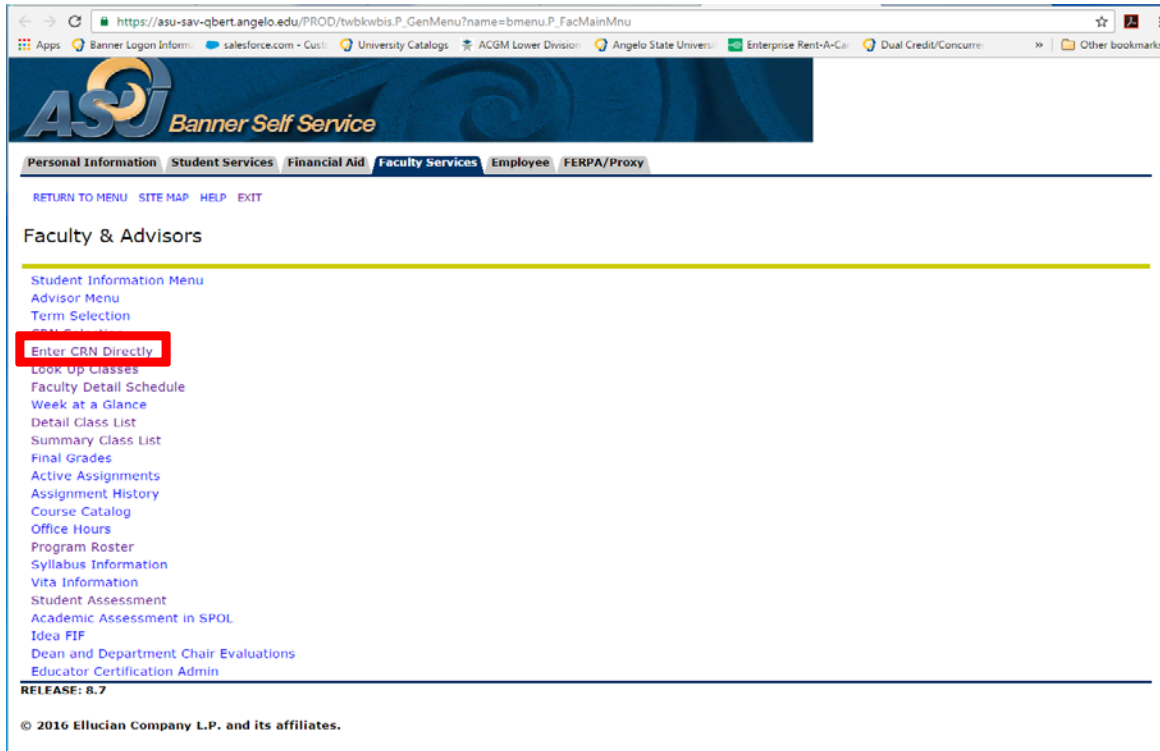 https://asu-sav-qbert.angelo.edu/PROD/twbkwbis.P_GenMenu?name=bmenu.P_FacMainMnu
Apps Banner Logon Inform salesforce.com - Cust University Catalogs ACGM Lower Division Angelo State Universi Enterprise Rent-A-Car Dual Credit/Concurre » Other bookmarks
ASU Banner Self Service
Personal Information Student Services Financial Aid Faculty Services Employee FERPA/Proxy
RETURN TO MENU SITE MAP HELP EXIT
Faculty & Advisors
Student Information Menu
Advisor Menu
Term Selection
CRN Selection
Enter CRN Directly
Look Up Classes
Faculty Detail Schedule
Week at a Glance
Detail Class List
Summary Class List
Final Grades
Active Assignments
Assignment History
Course Catalog
Office Hours
Program Roster
Syllabus Information
Vita Information
Student Assessment
Academic Assessment in SPOL
Idea FIF
Dean and Department Chair Evaluations
Educator Certification Admin
RELEASE: 8.7
© 2016 Ellucian Company L.P. and its affiliates.